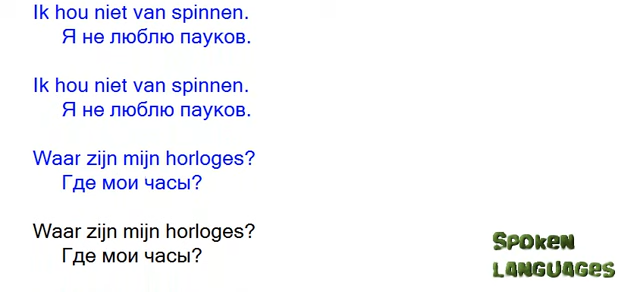 Ik hou niet van spinnen.
Я не люблю пауков.
Ik hou niet van spinnen.
Я не люблю пауков.
Waar zijn mijn horloges?
Где мои часы?
Waar zijn mijn horloges?
Где мои часы?
Spoken
Languages